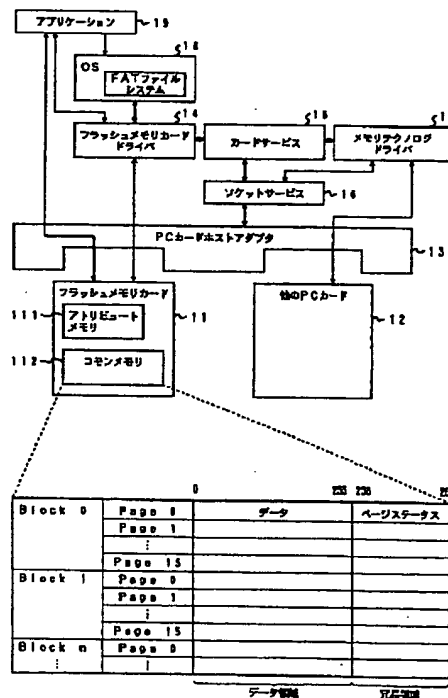 アプリケーション
19
18
OS
FATファイル
システム
14
フラッシュメモリカード
ドライバ
15
カードサービス
メモリテクノロジ
ドライバ
ソケットサービス
16
PCカードホストアダプタ
13
フラッシュメモリカード
111
アトリビュート
メモリ
11
112
コモンメモリ
他のPCカード
12
0
255 256
Block 0
Page 0
データ
ページステータス
Page 1
Page 15
Block 1
Page 0
Page 1
Page 15
Block n
Page 0
データ領域
冗長領域